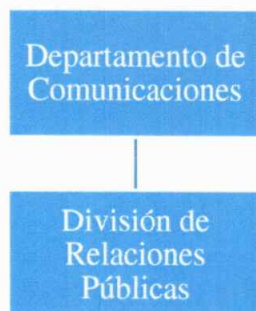 Departamento de
Comunicaciones
División de
Relaciones
Públicas